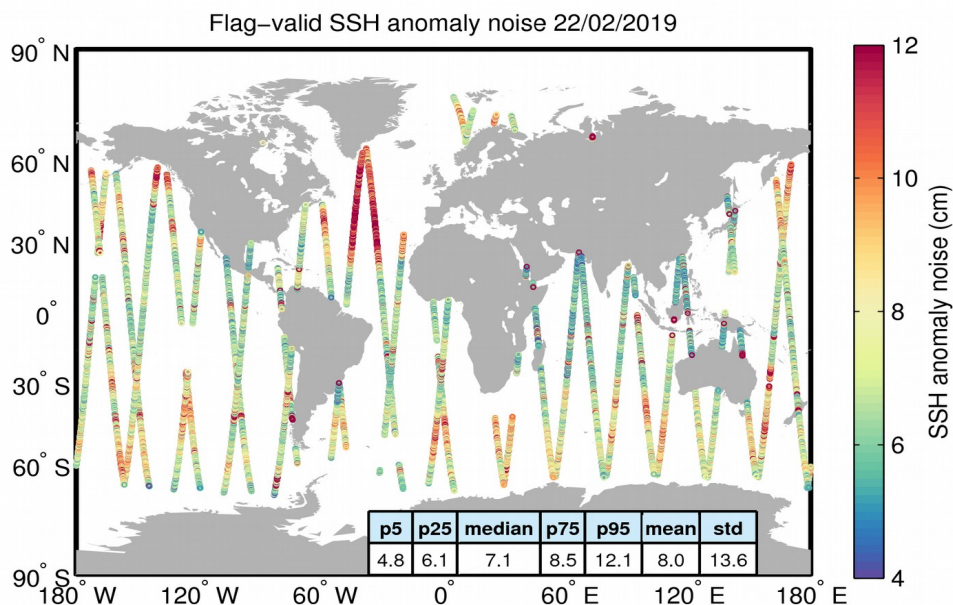 Flag−valid SSH anomaly noise 22/02/2019
90° N
60° N
30° N
0°
30° S
60° S
90° S
180° W
120° W
60° W
0°
60° E
120° E
180° E
p5 p25 median p75 p95 mean std
4.8 6.1 7.1 8.5 12.1 8.0 13.6
12
10
8
6
4
SSH anomaly noise (cm)